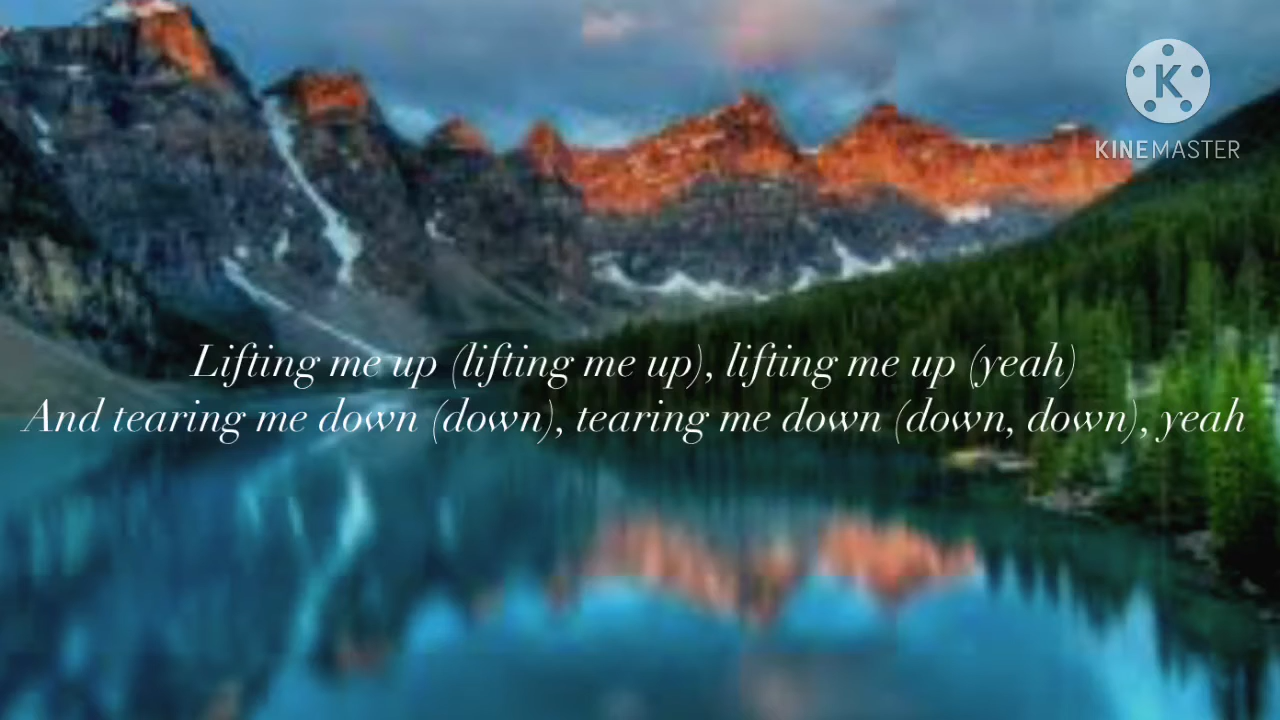 K
KINEMASTER
Lifting me up (lifting me up), lifting me up (yeah)
And tearing me down (down), tearing me down (down, down), yeah